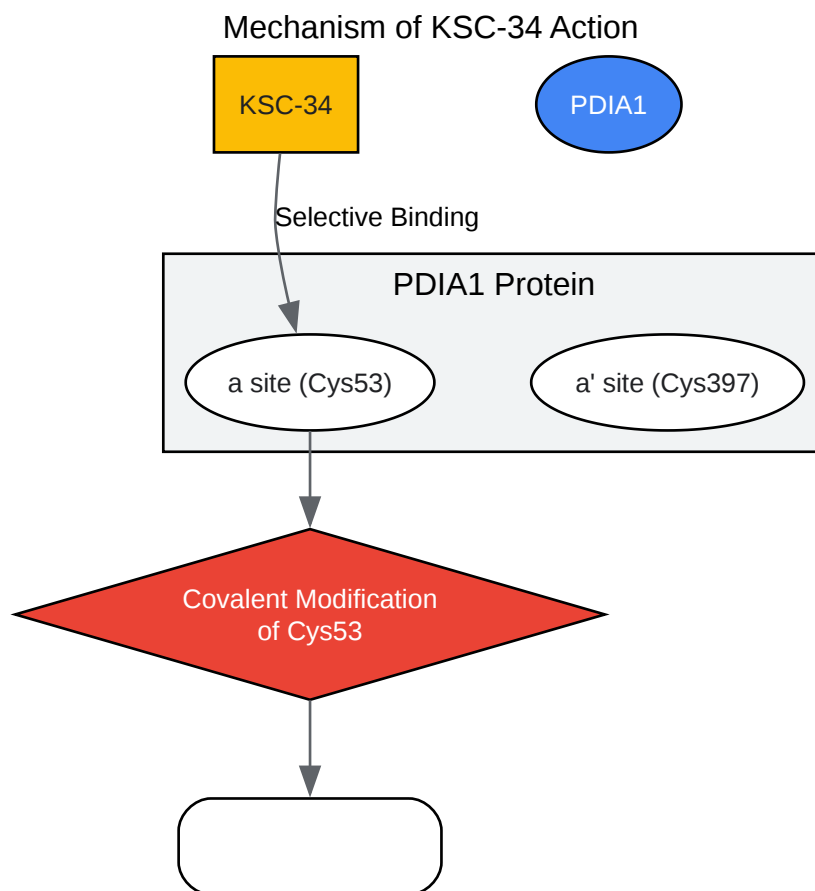 Mechanism of KSC-34 Action
KSC-34
PDIA1
Selective Binding
PDIA1 Protein
a site (Cys53)
a' site (Cys397)
Covalent Modification
of Cys53